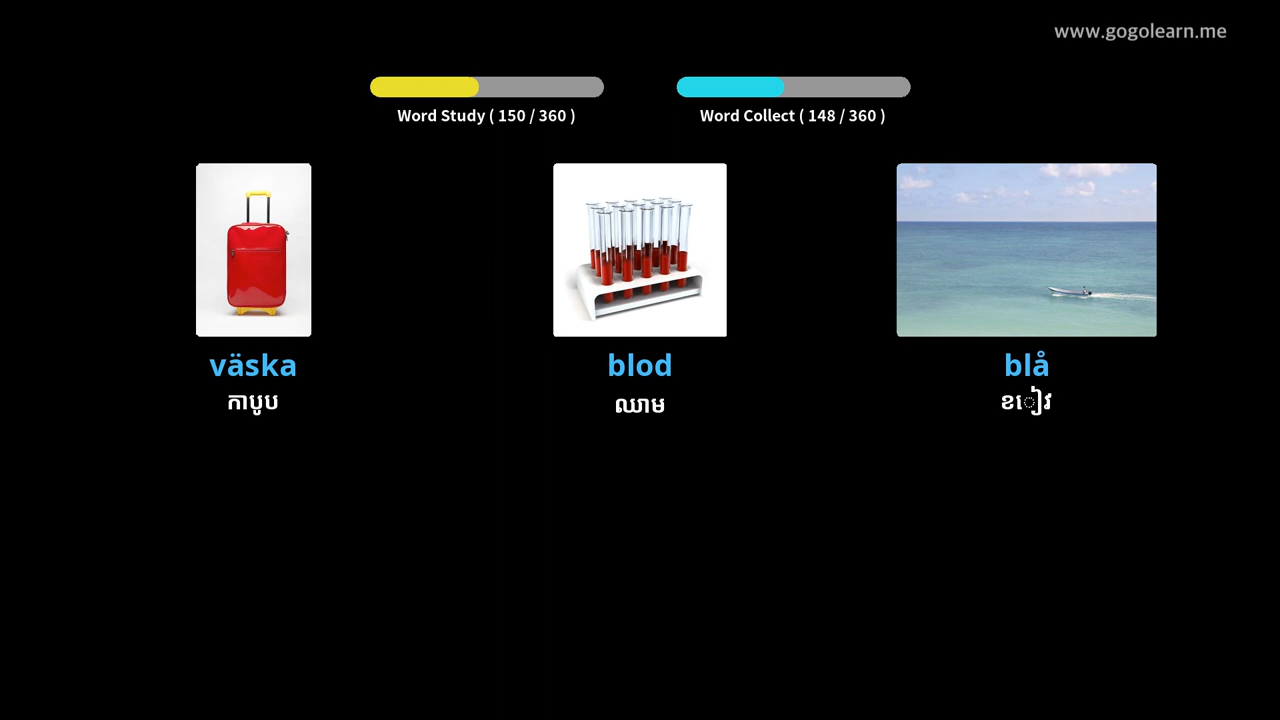 www.gogolearn.me
Word Study ( 150 / 360 )
Word Collect ( 148 / 360 )
väska
blod
blå
កាបូប
ឈាម
ខៀវ